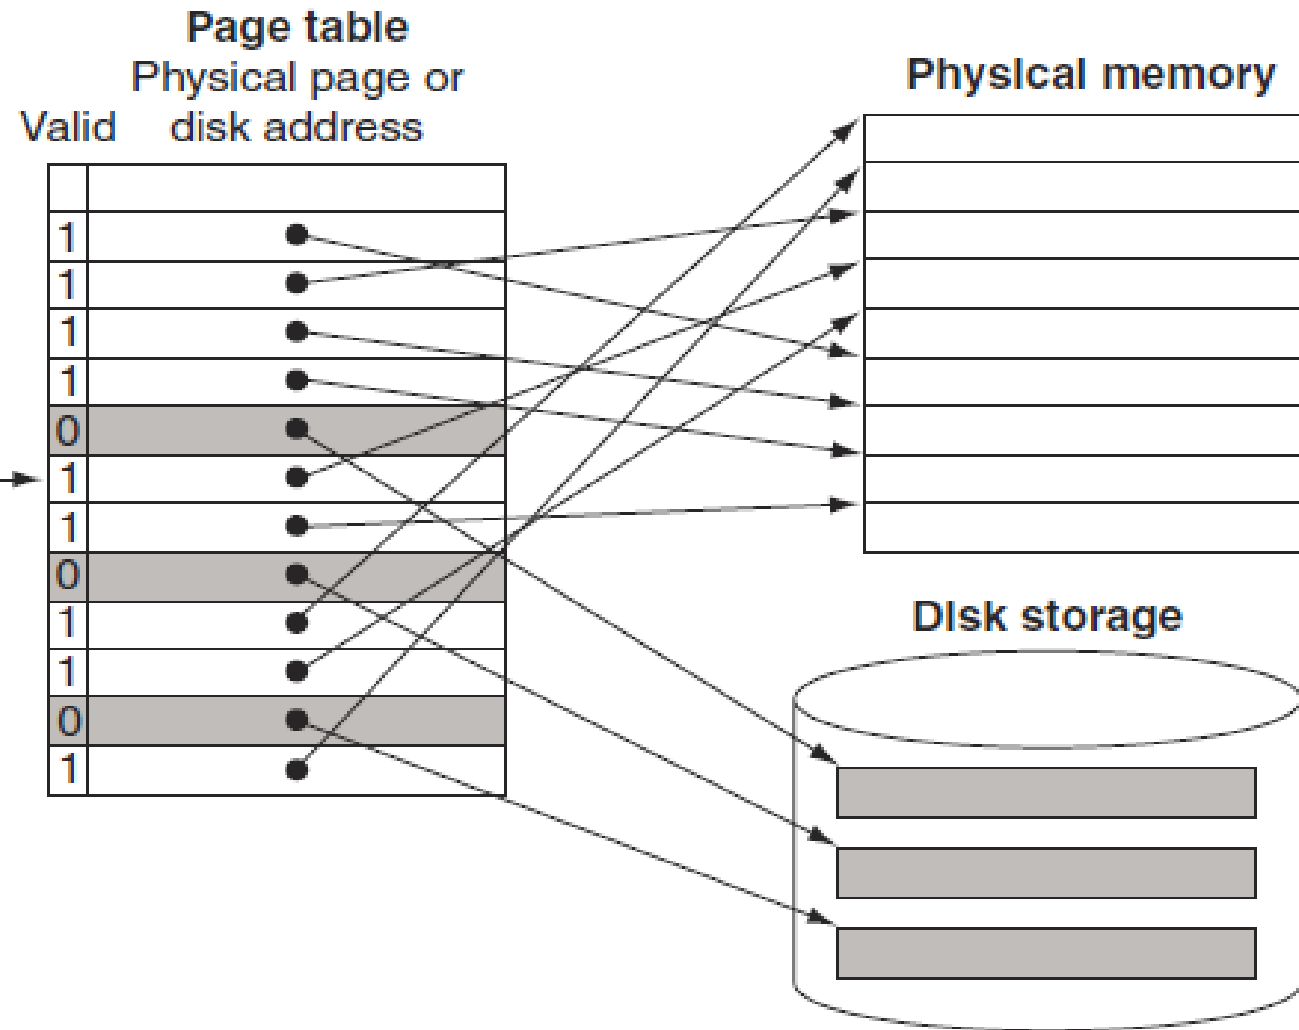 Page table
Physical page or
Valid disk address
1
1
1
1
0
1
1
0
1
1
0
1
Physical memory
Disk storage